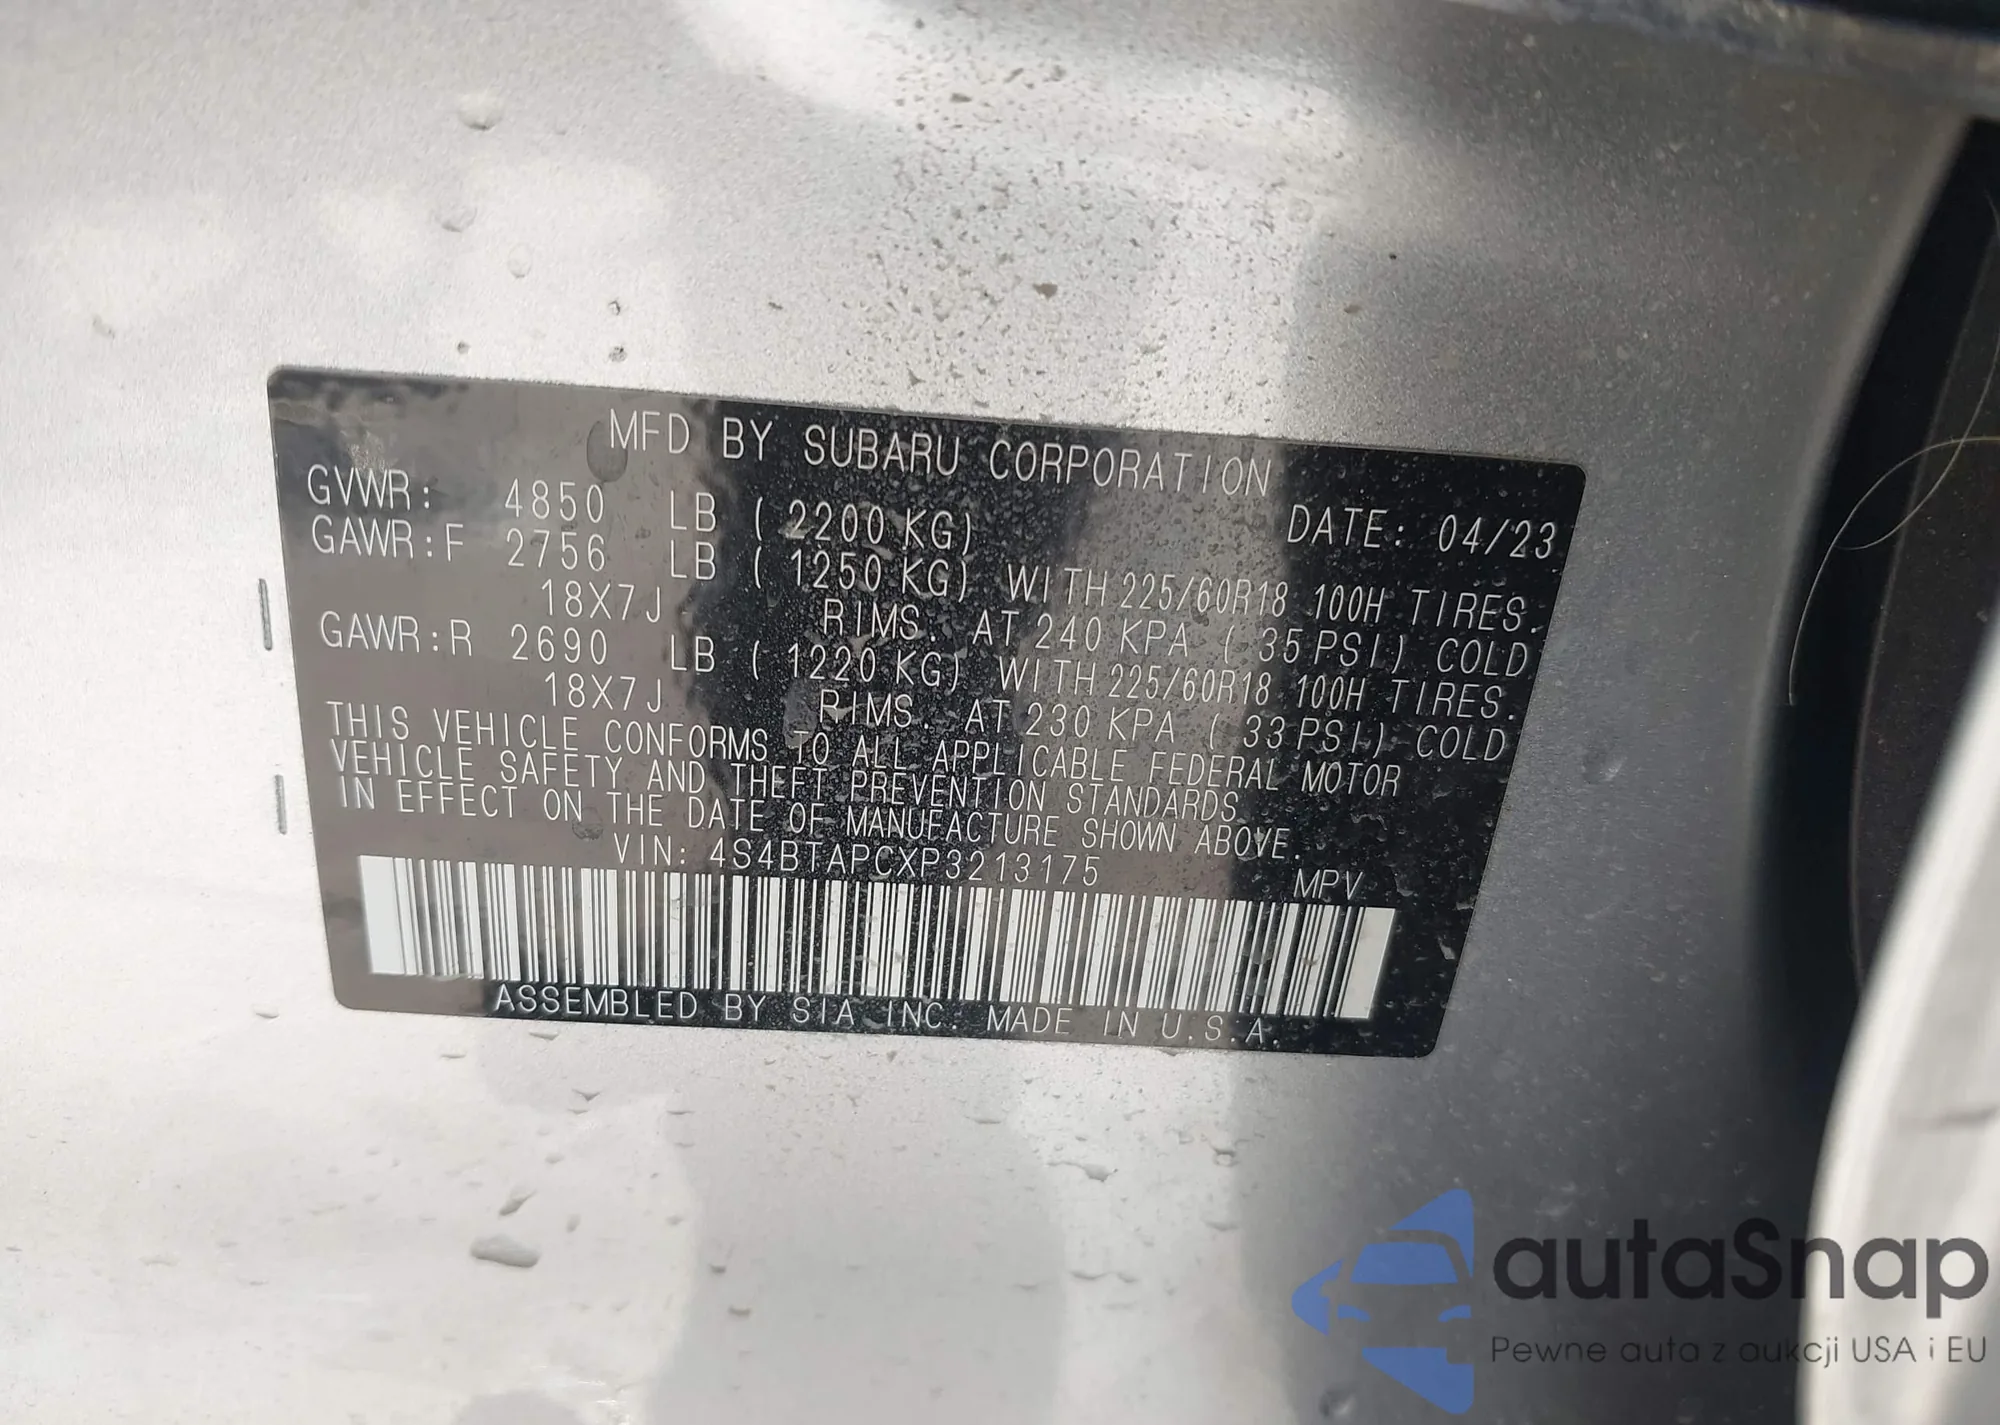 MFD BY SUBARU CORPORATION
GVWR: 4850 LB ( 2200 KG) DATE: 04/23
GAWR:F 2756 LB ( 1250 KG) WITH 225/60R18 100H TIRES.
18X7J RIMS. AT 240 KPA ( 35 PSI) COLD
GAWR:R 2690 LB ( 1220 KG) WITH 225/60R18 100H TIRES.
18X7J RIMS. AT 230 KPA ( 33 PSI) COLD
THIS VEHICLE CONFORMS TO ALL APPLICABLE FEDERAL MOTOR
VEHICLE SAFETY AND THEFT PREVENTION STANDARDS
IN EFFECT ON THE DATE OF MANUFACTURE SHOWN ABOVE.
VIN: 4S4BTAPCXP3213175 MPV
ASSEMBLED BY SIA INC. MADE IN U.S.A.
autaSnap
Pewne auta z aukcji USA i EU